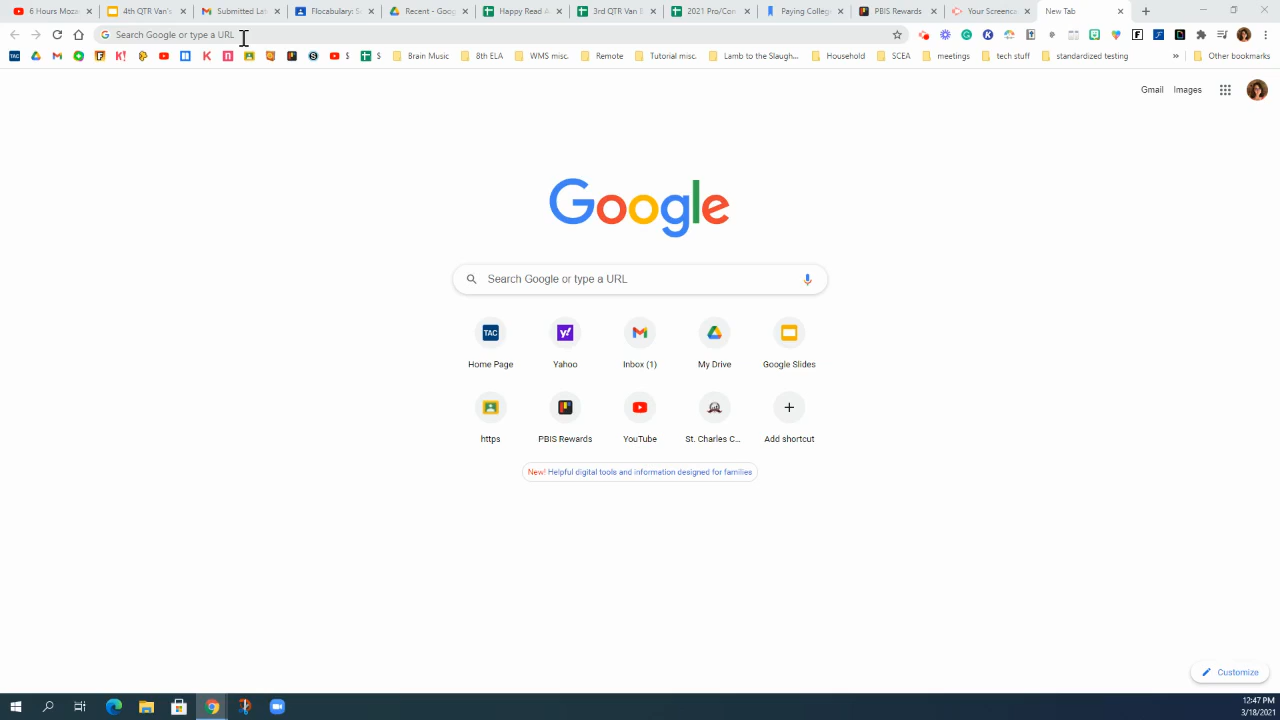 6 Hours Moza
4th QTR Van's
Submitted Lat
Flocabulary: S
Recent - Goog
Happy Read A
3rd QTR Van B
2021 Pro/Com
Paying College
PBIS Rewards
Your Screenca
New Tab
Search Google or type a URL
TAC
$
$
Brain Music
8th ELA
WMS misc.
Remote
Tutorial misc.
Lamb to the Slaugh...
Household
SCEA
meetings
tech stuff
standardized testing
»
Other bookmarks
Gmail
Images
Google
Search Google or type a URL
TAC
y!
Home Page
Yahoo
Inbox (1)
My Drive
Google Slides
https
PBIS Rewards
YouTube
St. Charles C...
Add shortcut
New! Helpful digital tools and information designed for families
Customize
12:47 PM
3/18/2021